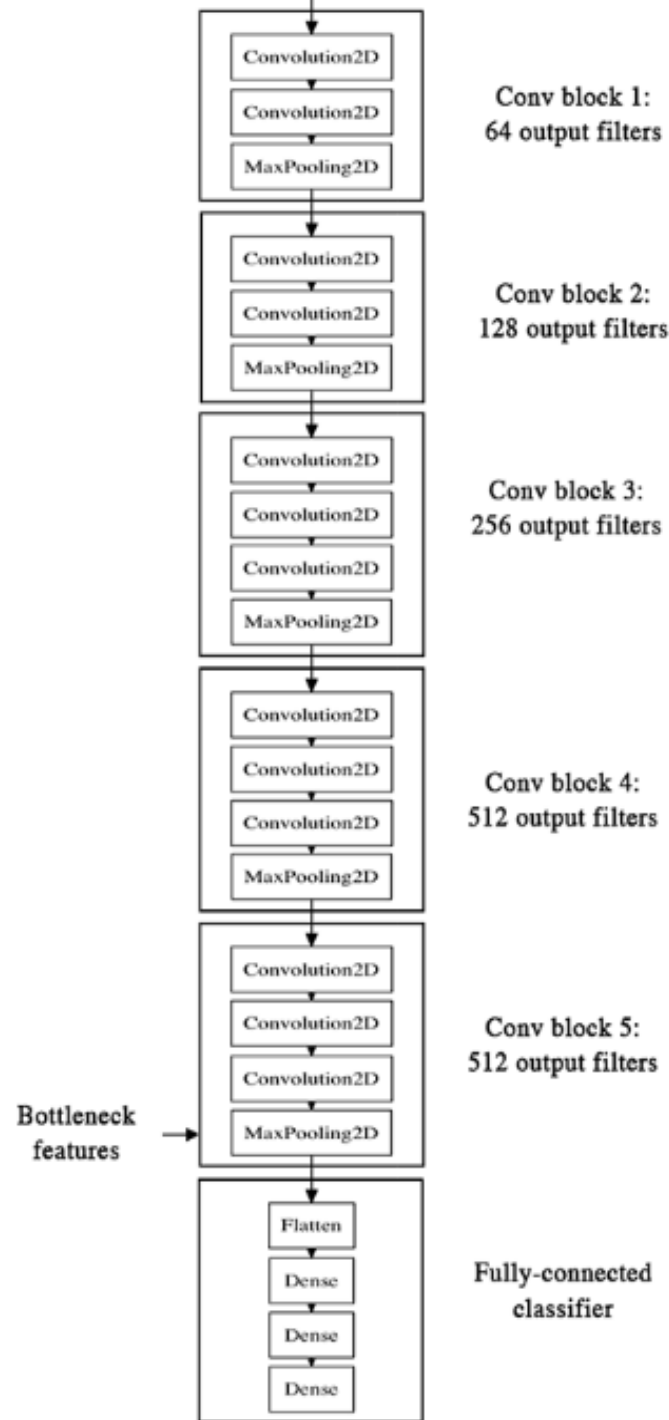 Convolution2D
Convolution2D
MaxPooling2D
Conv block 1:
64 output filters
Convolution2D
Convolution2D
MaxPooling2D
Conv block 2:
128 output filters
Convolution2D
Convolution2D
Convolution2D
MaxPooling2D
Conv block 3:
256 output filters
Convolution2D
Convolution2D
Convolution2D
MaxPooling2D
Conv block 4:
512 output filters
Convolution2D
Convolution2D
Convolution2D
MaxPooling2D
Conv block 5:
512 output filters
Bottleneck
features
Flatten
Dense
Dense
Dense
Fully-connected
classifier